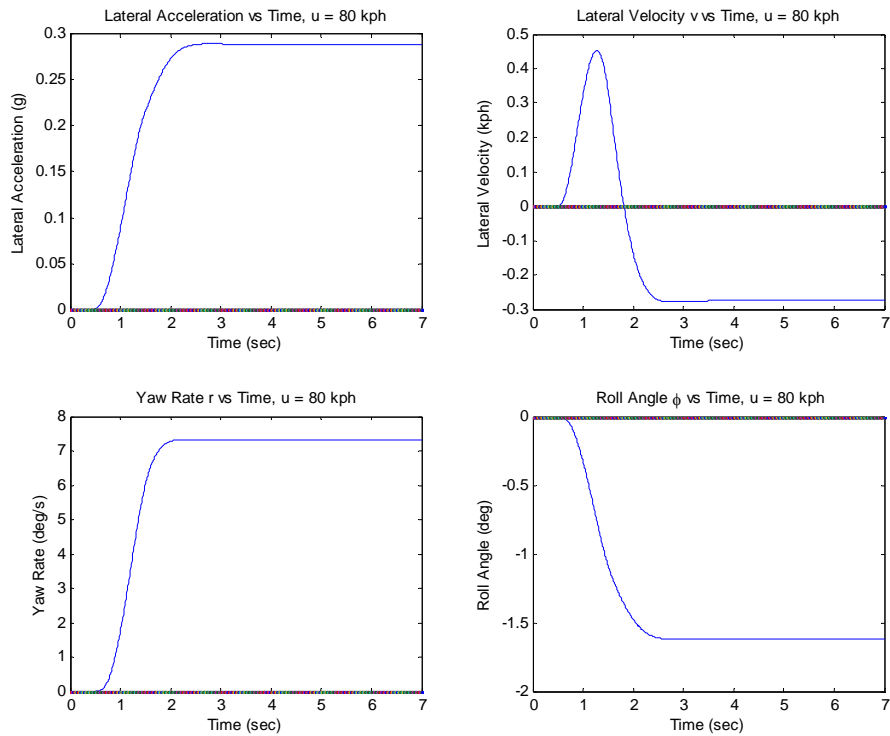 Lateral Acceleration vs Time, u = 80 kph
Lateral Acceleration (g)
0.3
0.25
0.2
0.15
0.1
0.05
0
0 1 2 3 4 5 6 7
Time (sec)
Lateral Velocity v vs Time, u = 80 kph
Lateral Velocity (kph)
0.5
0.4
0.3
0.2
0.1
0
-0.1
-0.2
-0.3
0 1 2 3 4 5 6 7
Time (sec)
Yaw Rate r vs Time, u = 80 kph
Yaw Rate (deg/s)
8
7
6
5
4
3
2
1
0
0 1 2 3 4 5 6 7
Time (sec)
Roll Angle ϕ vs Time, u = 80 kph
Roll Angle (deg)
0
-0.5
-1
-1.5
-2
0 1 2 3 4 5 6 7
Time (sec)